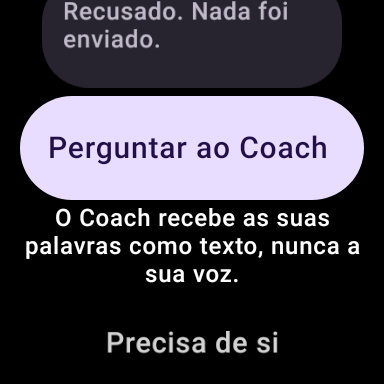 Recusado. Nada foi
enviado.
Perguntar ao Coach
O Coach recebe as suas
palavras como texto, nunca a
sua voz.
Precisa de si